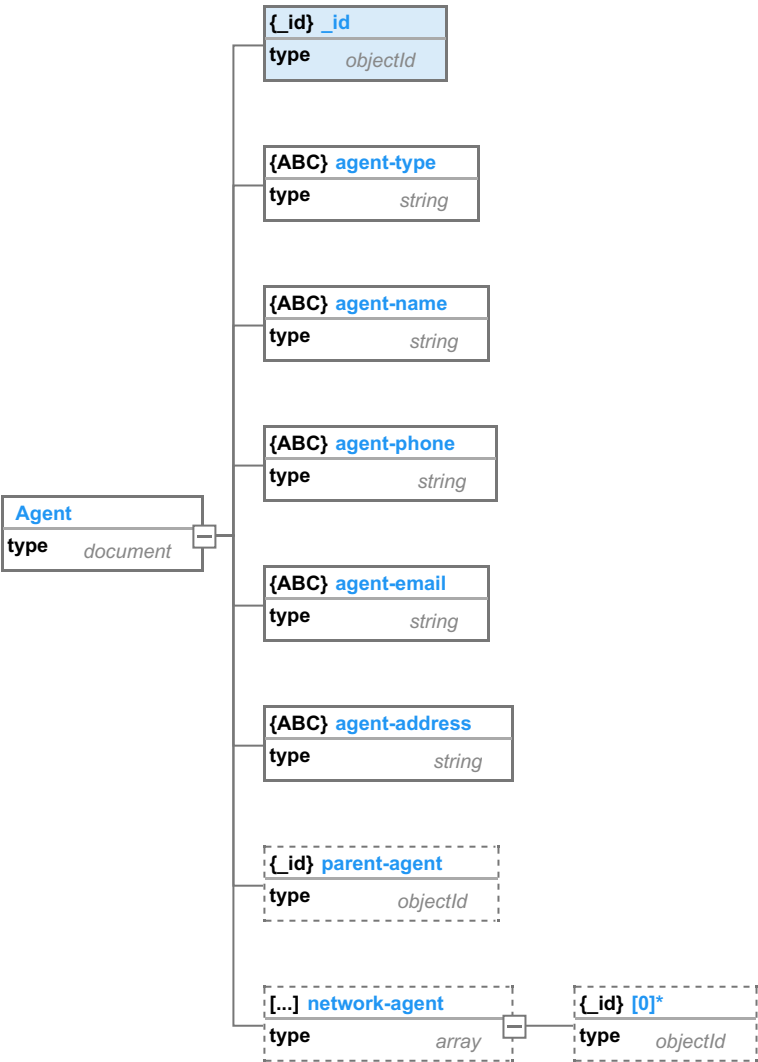 {_id} _id
type objectId
{ABC} agent-type
type string
{ABC} agent-name
type string
{ABC} agent-phone
type string
Agent
type document
{ABC} agent-email
type string
{ABC} agent-address
type string
{_id} parent-agent
type objectId
[...] network-agent
type array
{_id} [0]*
type objectId